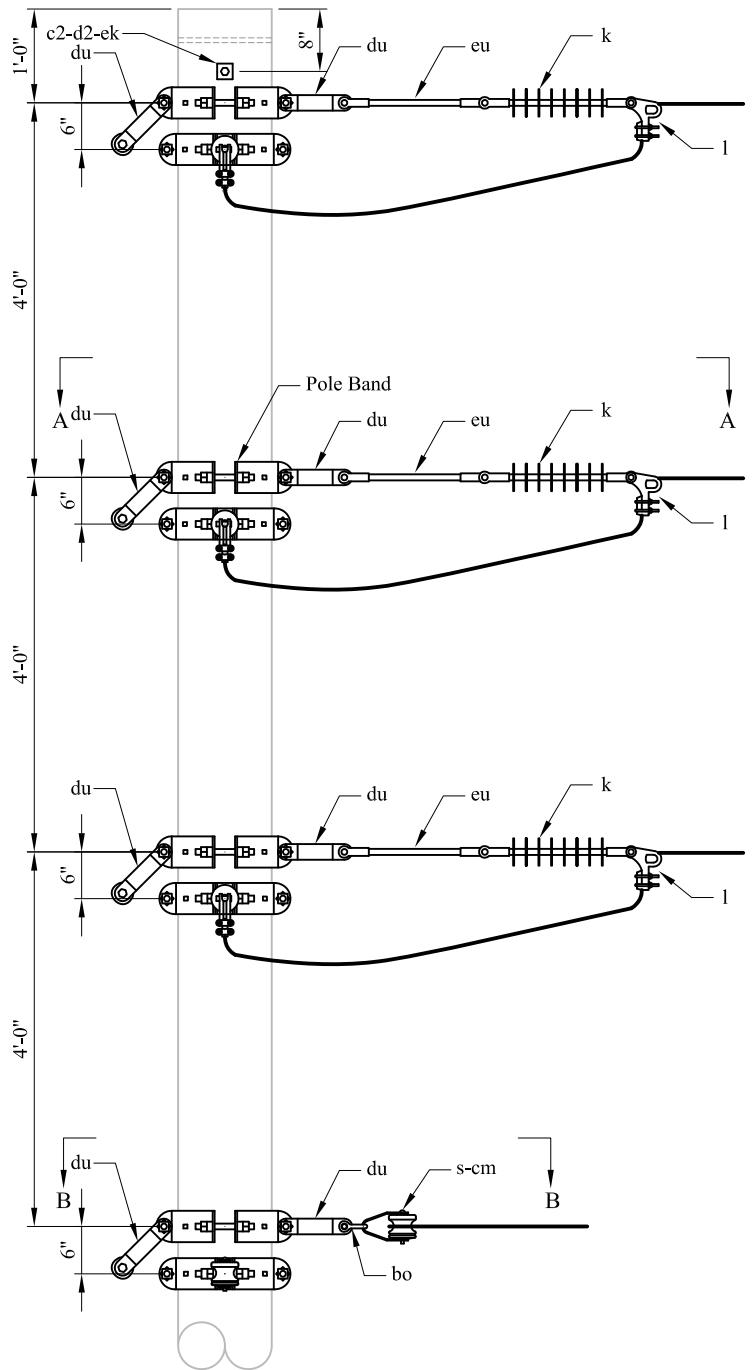 c2-d2-ek
du
1'-0"
8"
du
eu
k
6"
l
4'-0"
A
A
Pole Band
du
du
eu
k
6"
l
4'-0"
du
du
eu
k
6"
l
4'-0"
B
B
du
du
s-cm
6"
bo